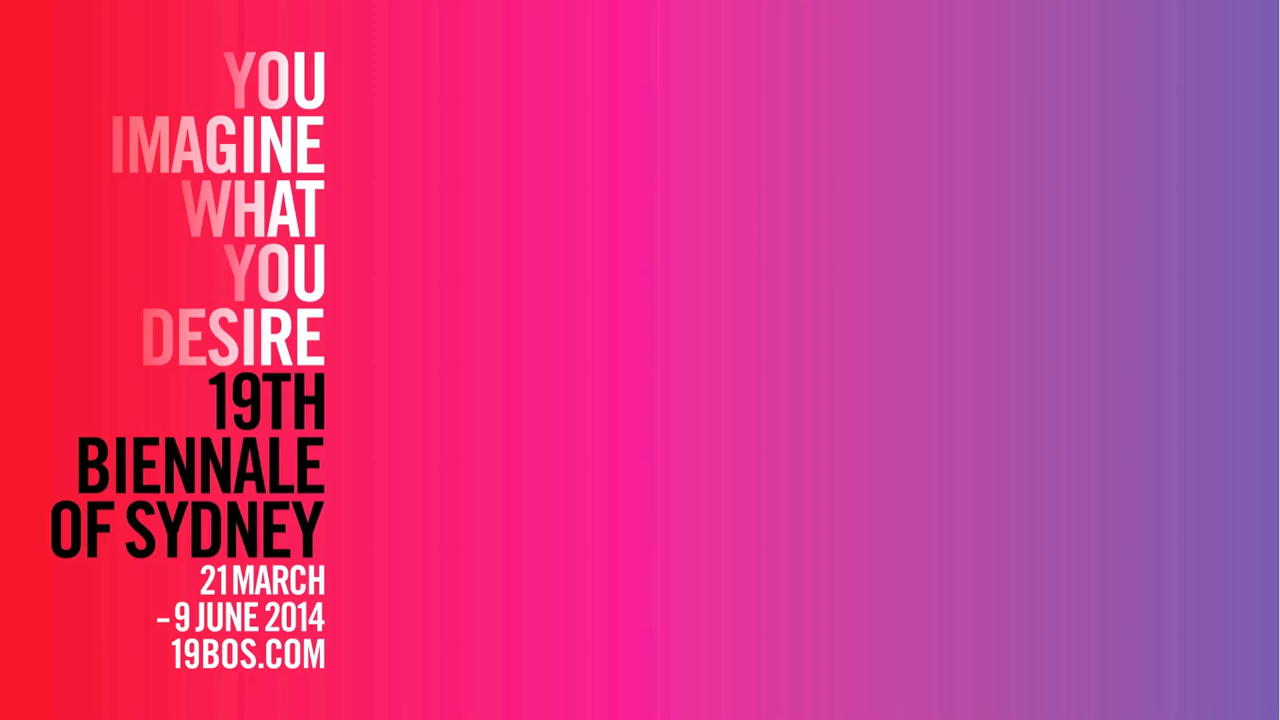 YOU
IMAGINE
WHAT
YOU
DESIRE
19TH
BIENNALE
OF SYDNEY
21 MARCH
– 9 JUNE 2014
19BOS.COM